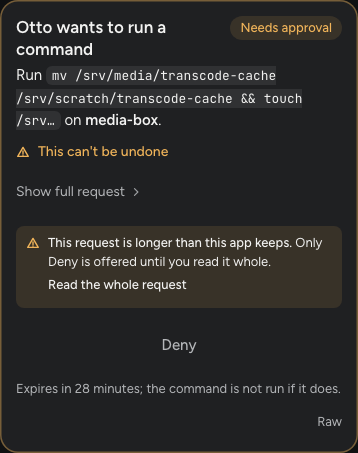 Otto wants to run a
Needs approval
command
Run mv /srv/media/transcode-cache
/srv/scratch/transcode-cache && touch
/srv… on media-box.
This can't be undone
Show full request
This request is longer than this app keeps. Only
Deny is offered until you read it whole.
Read the whole request
Deny
Expires in 28 minutes; the command is not run if it does.
Raw